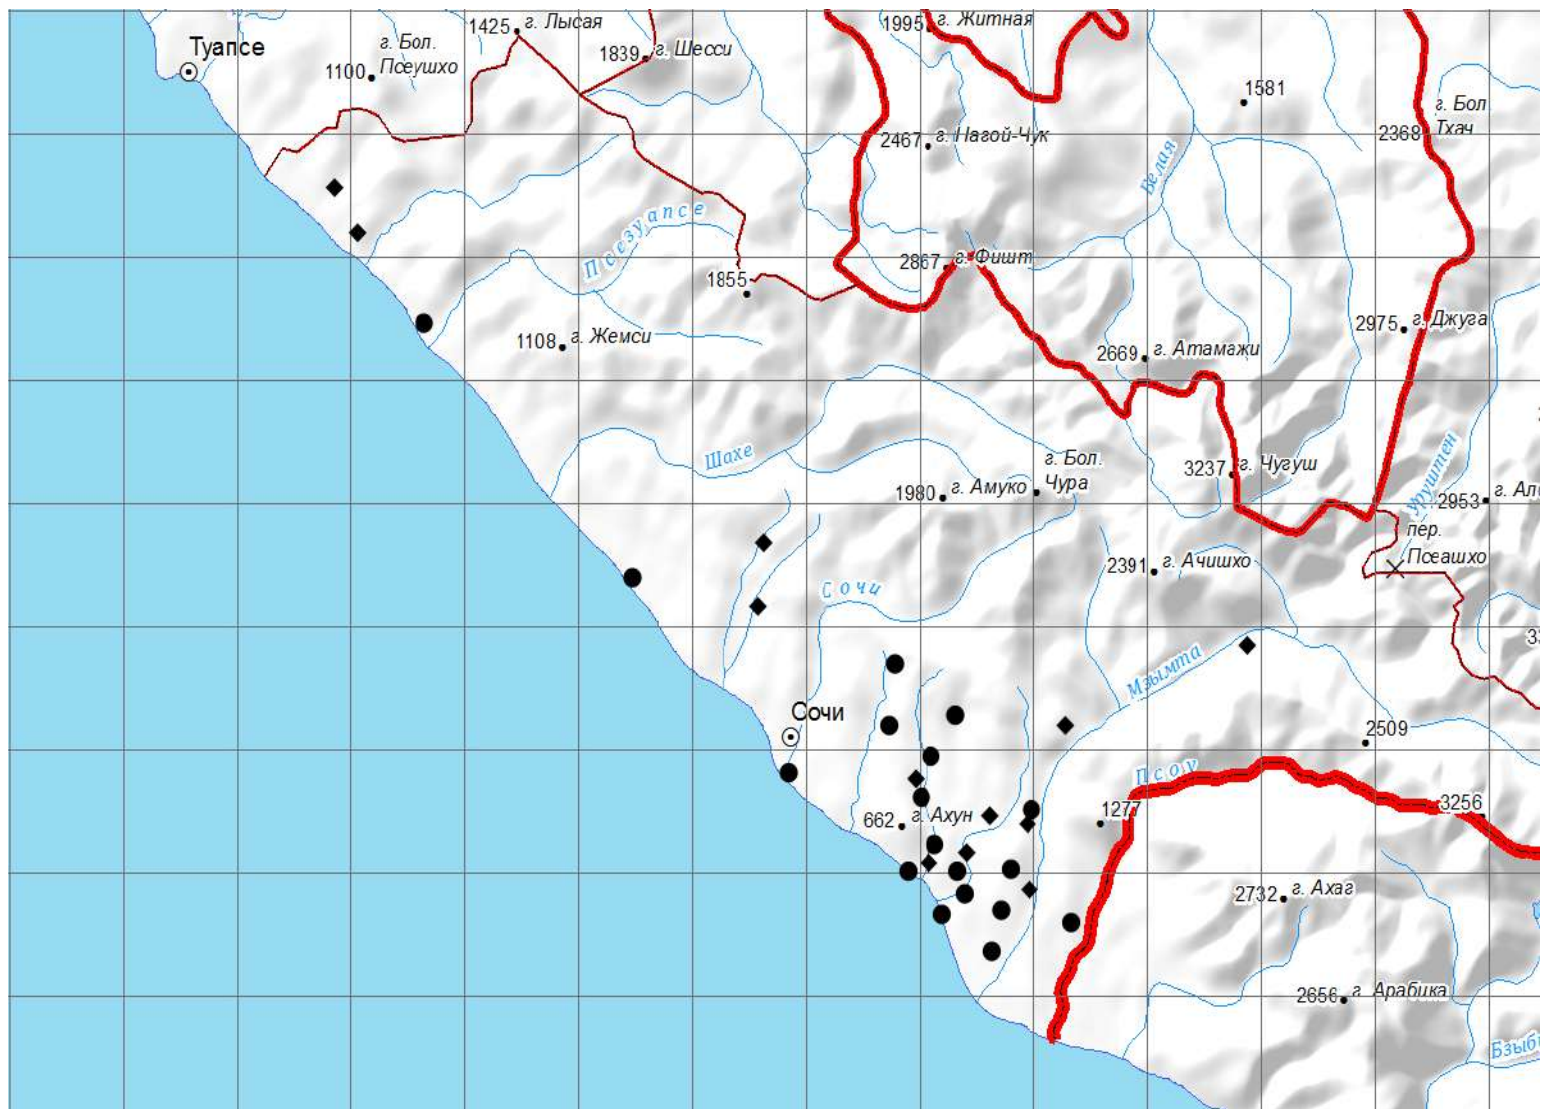 1425 г. Лысая
1995 г. Житная
Туапсе
г. Бол.
1100 Псеушхо
1839 г. Шесси
1581
г. Бол.
2368 Тхач
2467 г. Нагой-Чук
Белая
Псезуапсе
2867 г. Фишт
1855
1108 г. Жемси
2975 г. Джуга
2669 г. Атамажи
Шахе
г. Бол.
Чура
1980 г. Амуко
3237 г. Чугуш
Уруштен
2953 г. Ал
пер.
Псеашхо
2391 г. Ачишхо
Сочи
33
Мзымта
Сочи
2509
Псоу
662 г. Ахун
1277
3256
2732 г. Ахаг
2656 г. Арабика
Бзыб